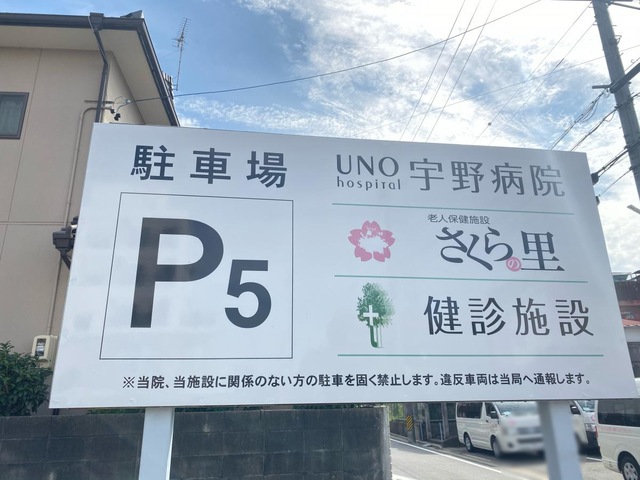 駐車場
P5
UNO
hospital
宇野病院
老人保健施設
さくらの里
健診施設
※当院、当施設に関係のない方の駐車を固く禁止します。違反車両は当局へ通報します。